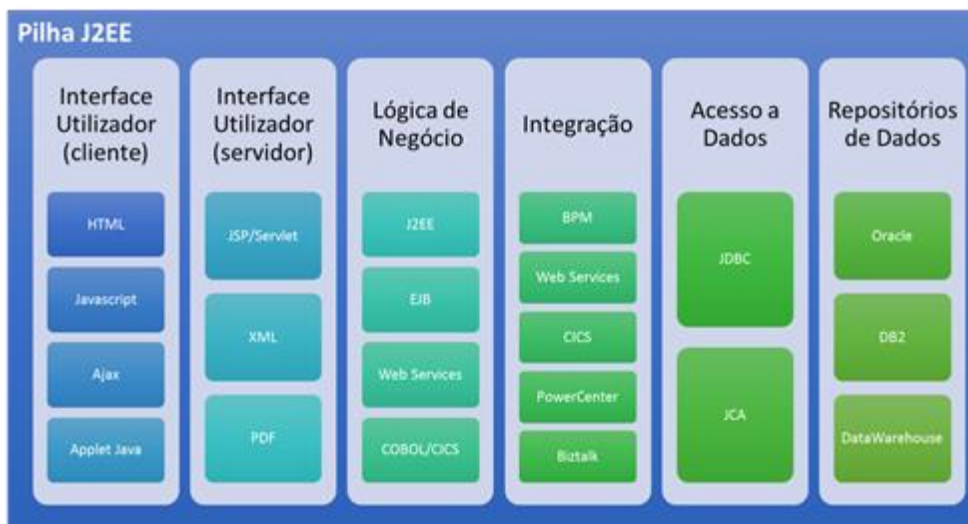 Pilha J2EE
Interface
Utilizador
(cliente)
HTML
Javascript
Ajax
Applet Java
Interface
Utilizador
(servidor)
JSP/Servlet
XML
PDF
Lógica de
Negócio
J2EE
EJB
Web Services
COBOL/CICS
Integração
BPM
Web Services
CICS
PowerCenter
Biztalk
Acesso a
Dados
JDBC
JCA
Repositórios
de Dados
Oracle
DB2
DataWarehouse